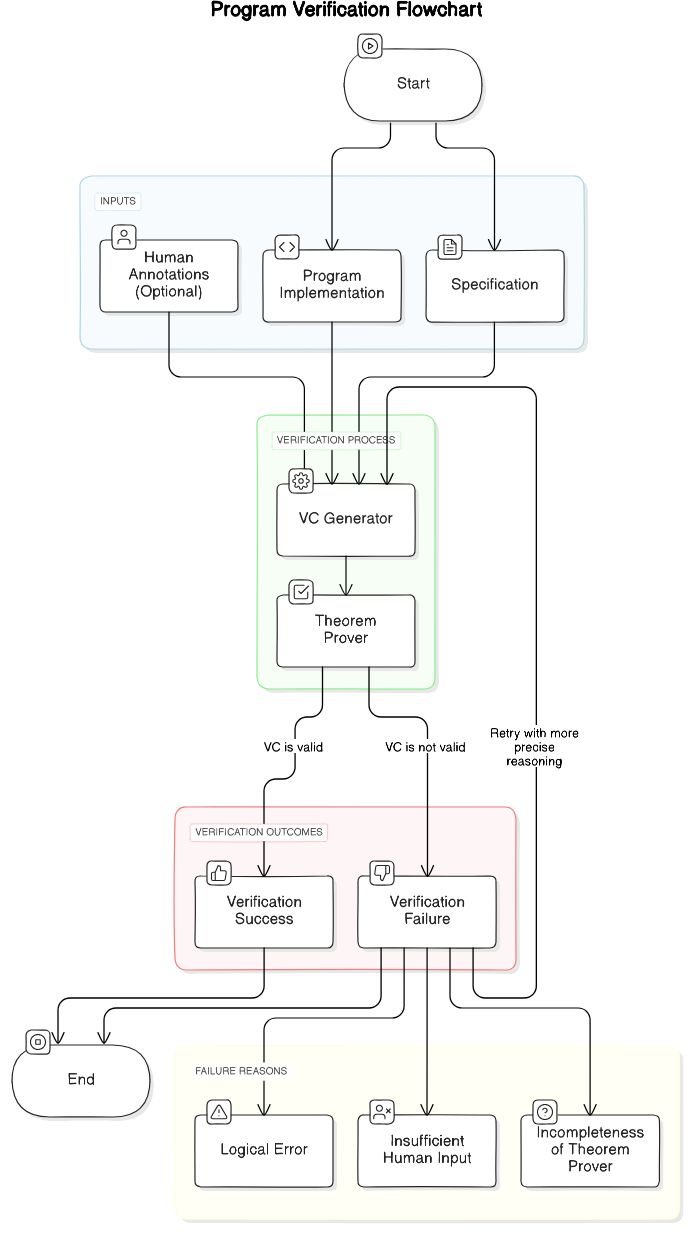 Program Verification Flowchart
Start
INPUTS
Human
Annotations
(Optional)
Program
Implementation
Specification
VERIFICATION PROCESS
VC Generator
Theorem
Prover
VC is valid
VC is not valid
Retry with more
precise
reasoning
VERIFICATION OUTCOMES
Verification
Success
Verification
Failure
End
FAILURE REASONS
Logical Error
Insufficient
Human Input
Incompleteness
of Theorem
Prover